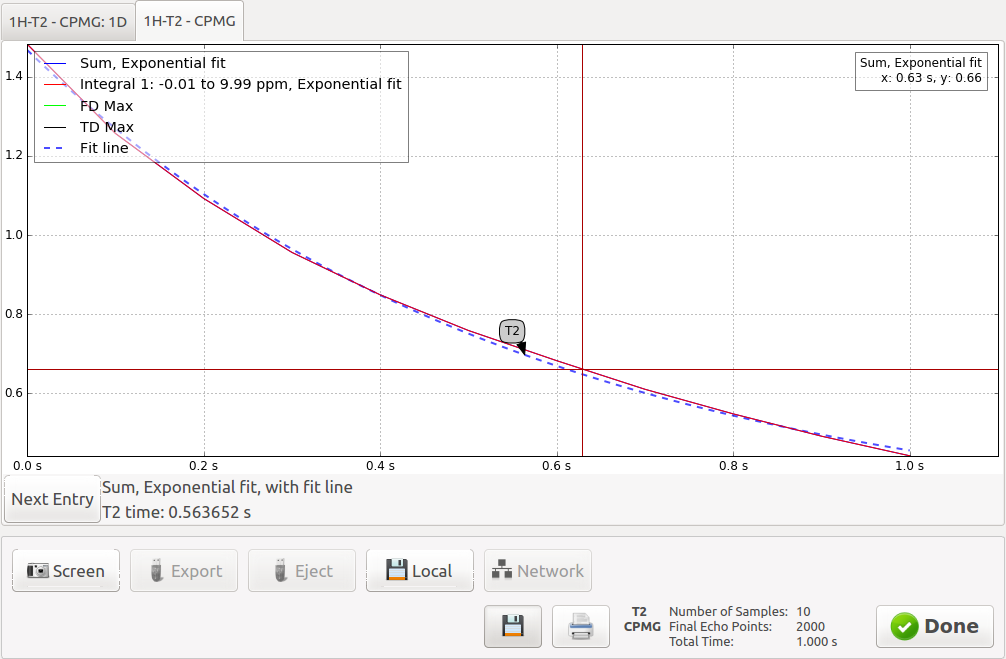 1H-T2 - CPMG: 1D
1H-T2 - CPMG
Sum, Exponential fit
Integral 1: -0.01 to 9.99 ppm, Exponential fit
FD Max
TD Max
Fit line
Sum, Exponential fit
x: 0.63 s, y: 0.66
1.4
1.2
1.0
0.8
0.6
T2
0.0 s
0.2 s
0.4 s
0.6 s
0.8 s
1.0 s
Next Entry
Sum, Exponential fit, with fit line
T2 time: 0.563652 s
Screen
Export
Eject
Local
Network
T2
CPMG
Number of Samples: 10
Final Echo Points: 2000
Total Time: 1.000 s
Done